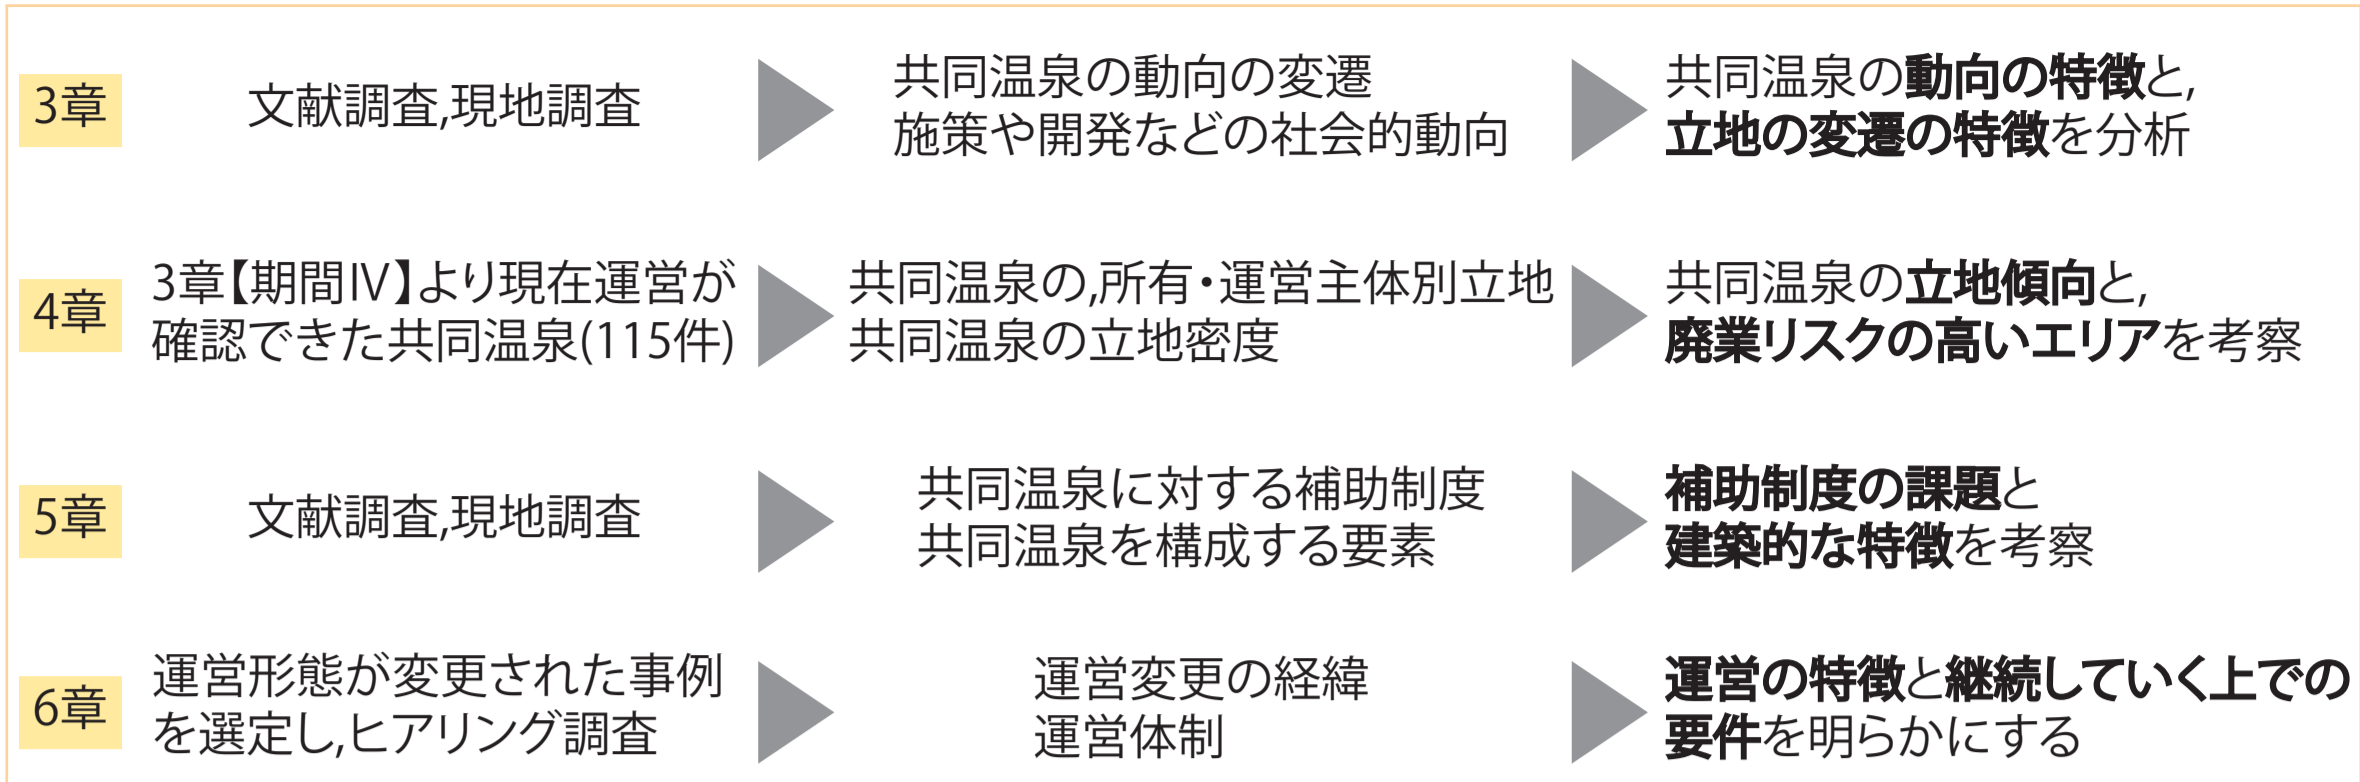 3章
文献調査,現地調査
共同温泉の動向の変遷
施策や開発などの社会的動向
共同温泉の動向の特徴と,
立地の変遷の特徴を分析
4章
3章【期間Ⅳ】より現在運営が
確認できた共同温泉(115件)
共同温泉の,所有・運営主体別立地
共同温泉の立地密度
共同温泉の立地傾向と,
廃業リスクの高いエリアを考察
5章
文献調査,現地調査
共同温泉に対する補助制度
共同温泉を構成する要素
補助制度の課題と
建築的な特徴を考察
6章
運営形態が変更された事例
を選定し,ヒアリング調査
運営変更の経緯
運営体制
運営の特徴と継続していく上での
要件を明らかにする